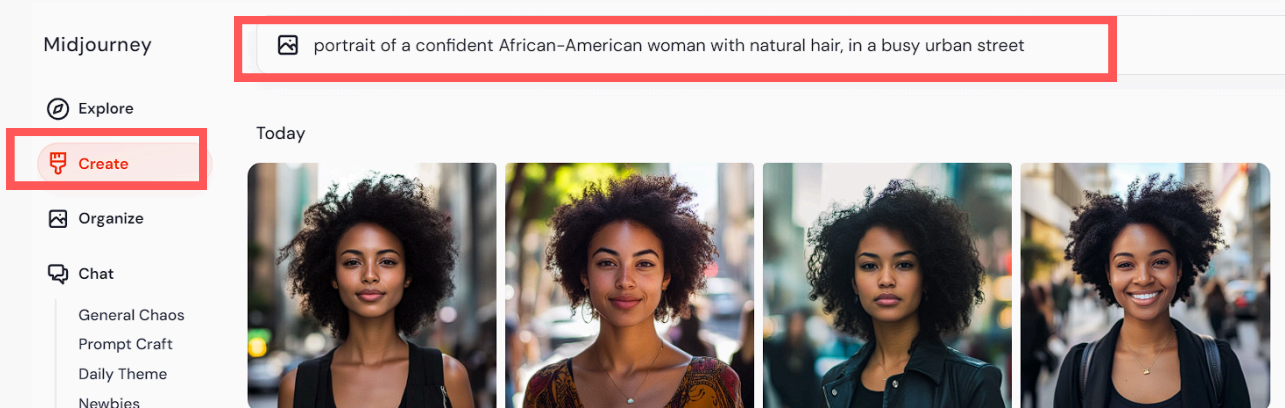 Midjourney
portrait of a confident African-American woman with natural hair, in a busy urban street
Explore
Create
Organize
Chat
General Chaos
Prompt Craft
Daily Theme
Newbies
Today